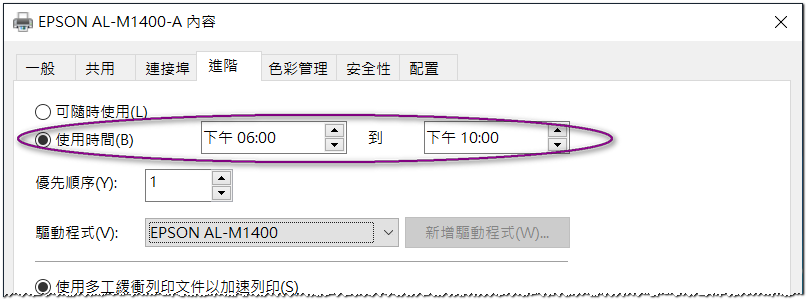 EPSON AL-M1400-A 內容
一般 共用 連接埠 進階 色彩管理 安全性 配置
可隨時使用(L)
使用時間(B) 下午 06:00 到 下午 10:00
優先順序(Y): 1
驅動程式(V): EPSON AL-M1400 新增驅動程式(W)...
使用多工緩衝列印文件以加速列印(S)